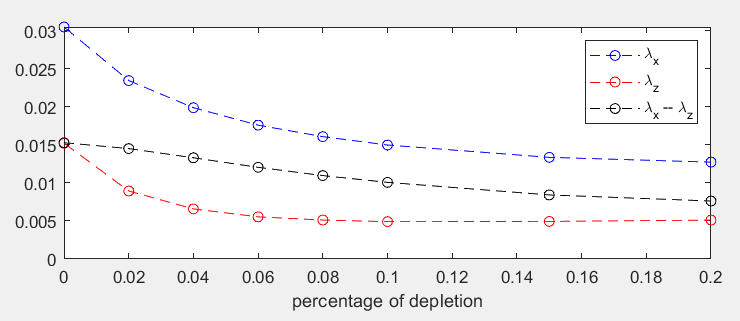 0.03
0.025
0.02
0.015
0.01
0.005
0
0 0.02 0.04 0.06 0.08 0.1 0.12 0.14 0.16 0.18 0.2
percentage of depletion
λx
λz
λx -- λz